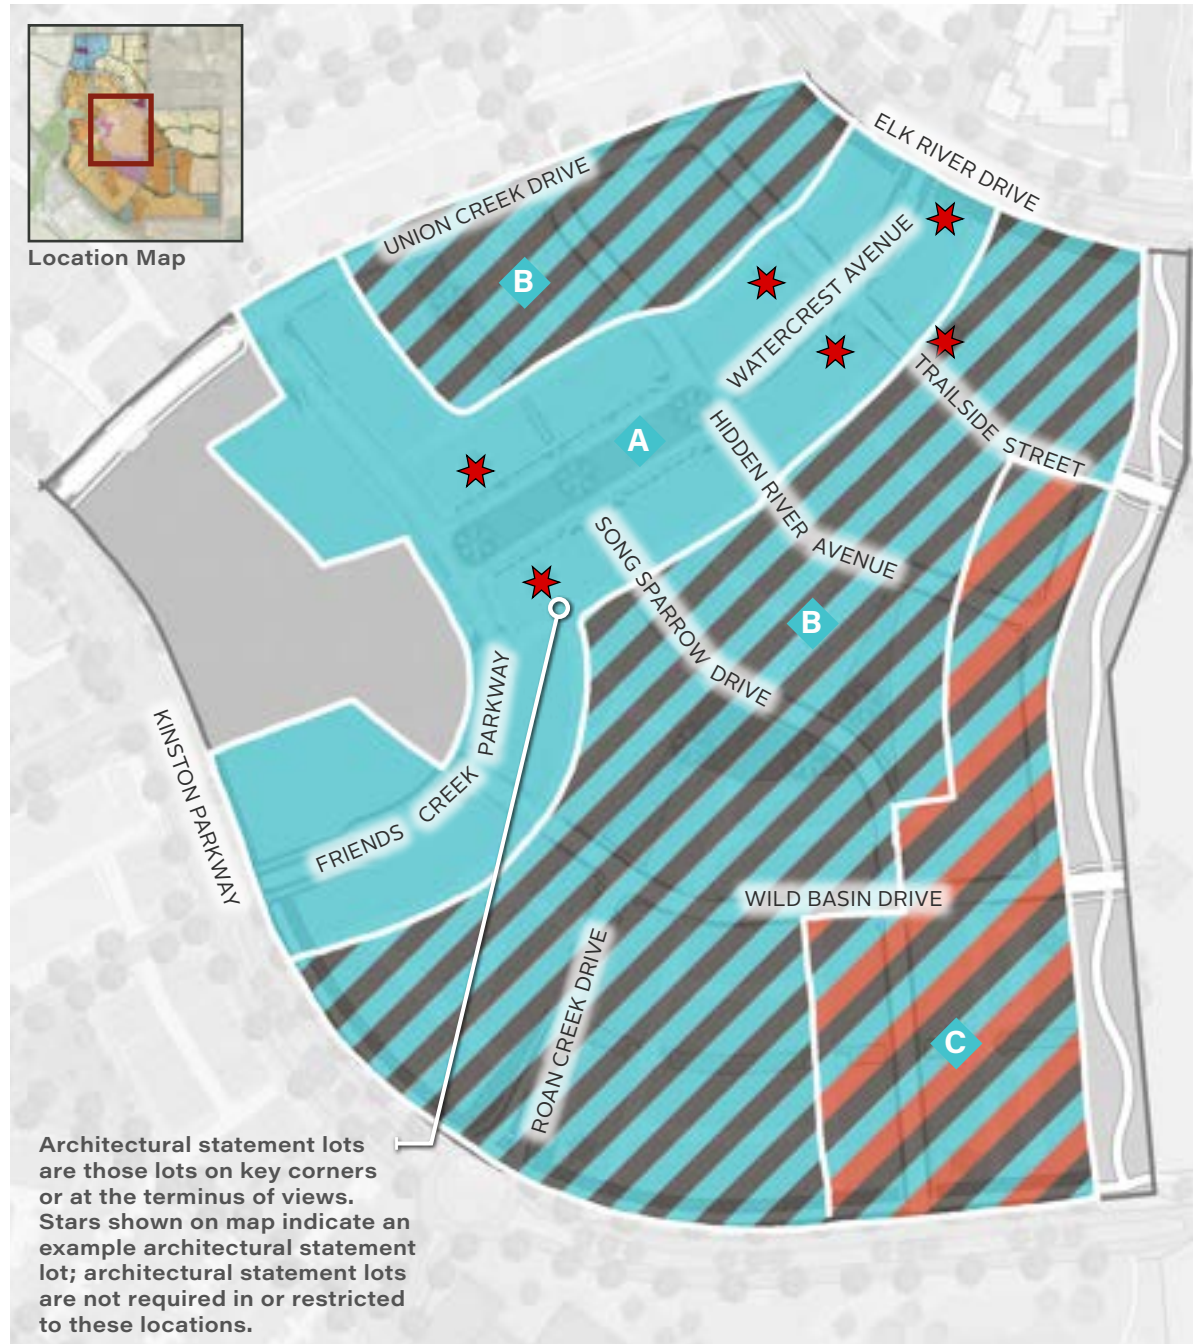 Location Map
ELK RIVER DRIVE
UNION CREEK DRIVE
WATERCREST AVENUE
B
TRAILSIDE STREET
A
HIDDEN RIVER AVENUE
SONG SPARROW DRIVE
B
KINSTON PARKWAY
FRIENDS CREEK PARKWAY
WILD BASIN DRIVE
ROAN CREEK DRIVE
C
Architectural statement lots
are those lots on key corners
or at the terminus of views.
Stars shown on map indicate an
example architectural statement
lot; architectural statement lots
are not required in or restricted
to these locations.